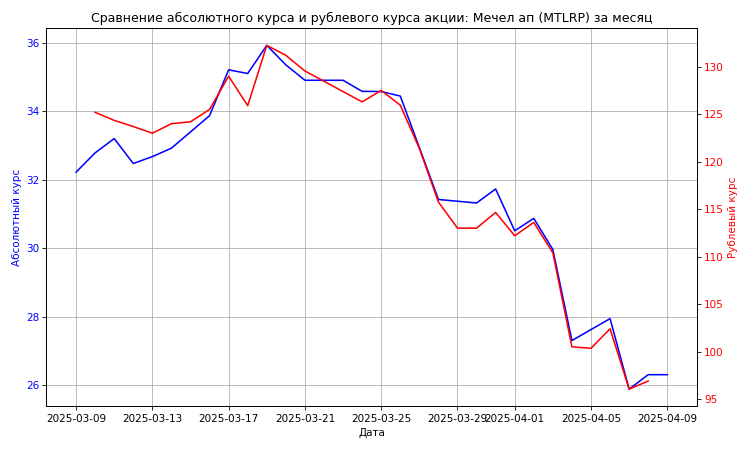 Сравнение абсолютного курса и рублевого курса акции: Мечел ап (MTLRP) за месяц
36
34
32
30
28
26
Абсолютный курс
130
125
120
115
110
105
100
95
Рублевый курс
2025-03-09 2025-03-13 2025-03-17 2025-03-21 2025-03-25 2025-03-29 2025-04-01 2025-04-05 2025-04-09
Дата